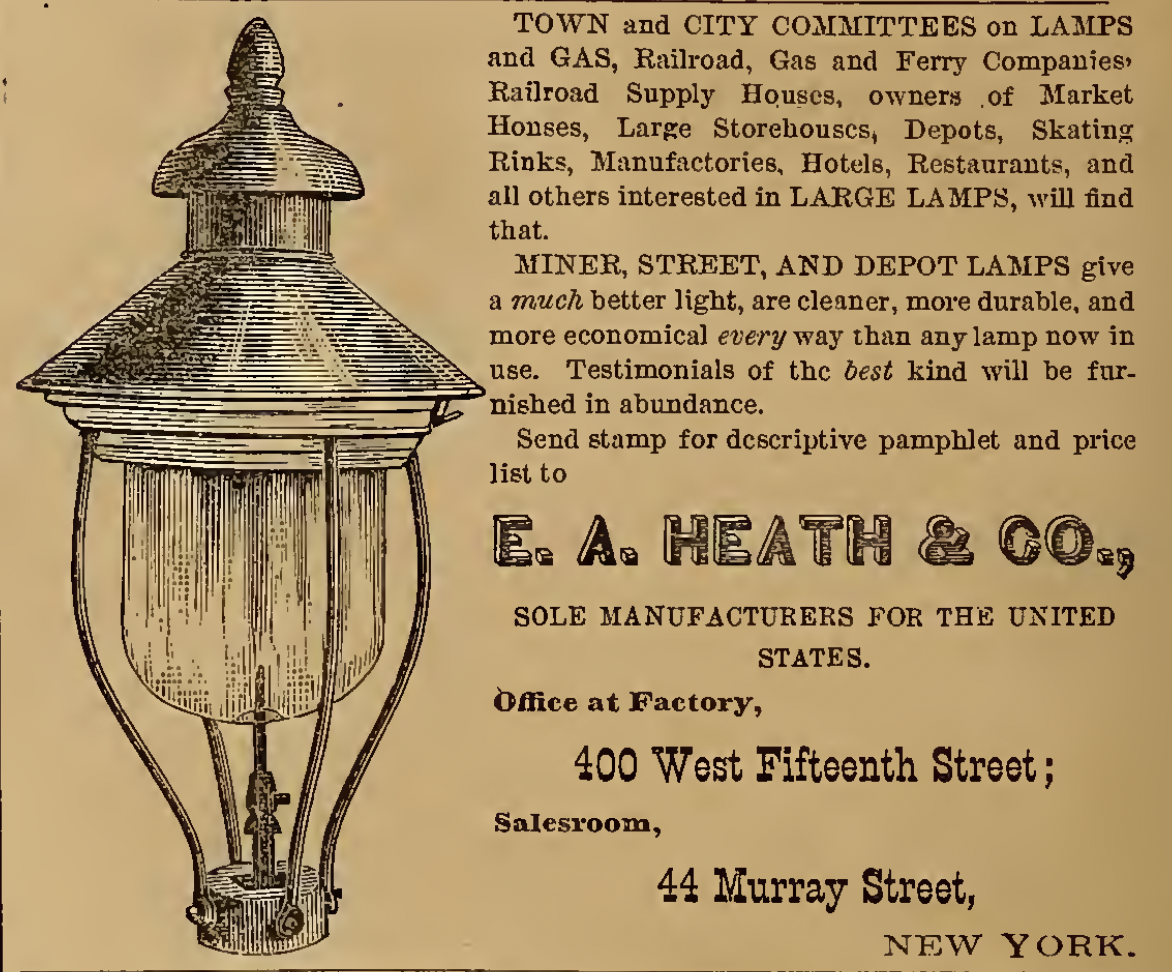 TOWN and CITY COMMITTEES on LAMPS
and GAS, Railroad, Gas and Ferry Companies,
Railroad Supply Houses, owners of Market
Houses, Large Storehouses, Depots, Skating
Rinks, Manufactories, Hotels, Restaurants, and
all others interested in LARGE LAMPS, will find
that.
MINER, STREET, AND DEPOT LAMPS give
a much better light, are cleaner, more durable, and
more economical every way than any lamp now in
use. Testimonials of the best kind will be fur-
nished in abundance.
Send stamp for descriptive pamphlet and price
list to
E. A. HEATH & CO.,
SOLE MANUFACTURERS FOR THE UNITED
STATES.
Office at Factory,
400 West Fifteenth Street;
Salesroom,
44 Murray Street,
NEW YORK.